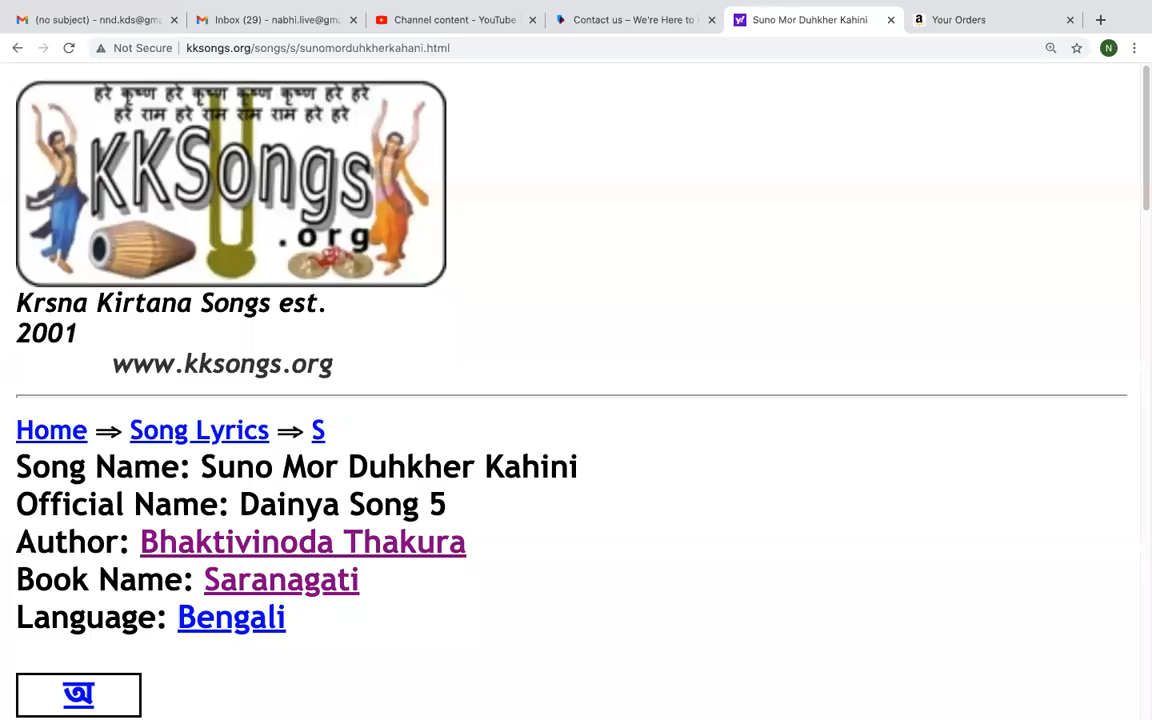 (no subject) - nnd.kds@gma
Inbox (29) - nabhi.live@gma
Channel content - YouTube
Contact us – We're Here to
Suno Mor Duhkher Kahini
Your Orders
Not Secure
kksongs.org/songs/s/sunomorduhkherkahani.html
N
हरे कृष्ण हरे कृष्ण कृष्ण कृष्ण हरे हरे
हरे राम हरे राम राम राम हरे हरे
KKSongs
.org
Krsna Kirtana Songs est.
2001
www.kksongs.org
Home ⇒ Song Lyrics ⇒ S
Song Name: Suno Mor Duhkher Kahini
Official Name: Dainya Song 5
Author: Bhaktivinoda Thakura
Book Name: Saranagati
Language: Bengali
অ